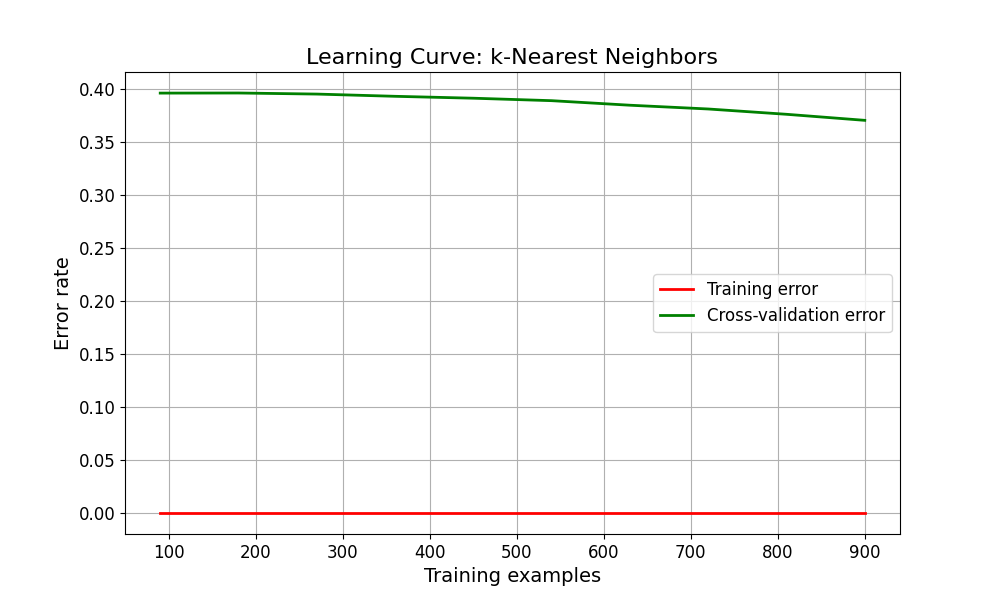 Learning Curve: k-Nearest Neighbors
0.40
0.35
0.30
0.25
0.20
0.15
0.10
0.05
0.00
Error rate
Training error
Cross-validation error
100 200 300 400 500 600 700 800 900
Training examples